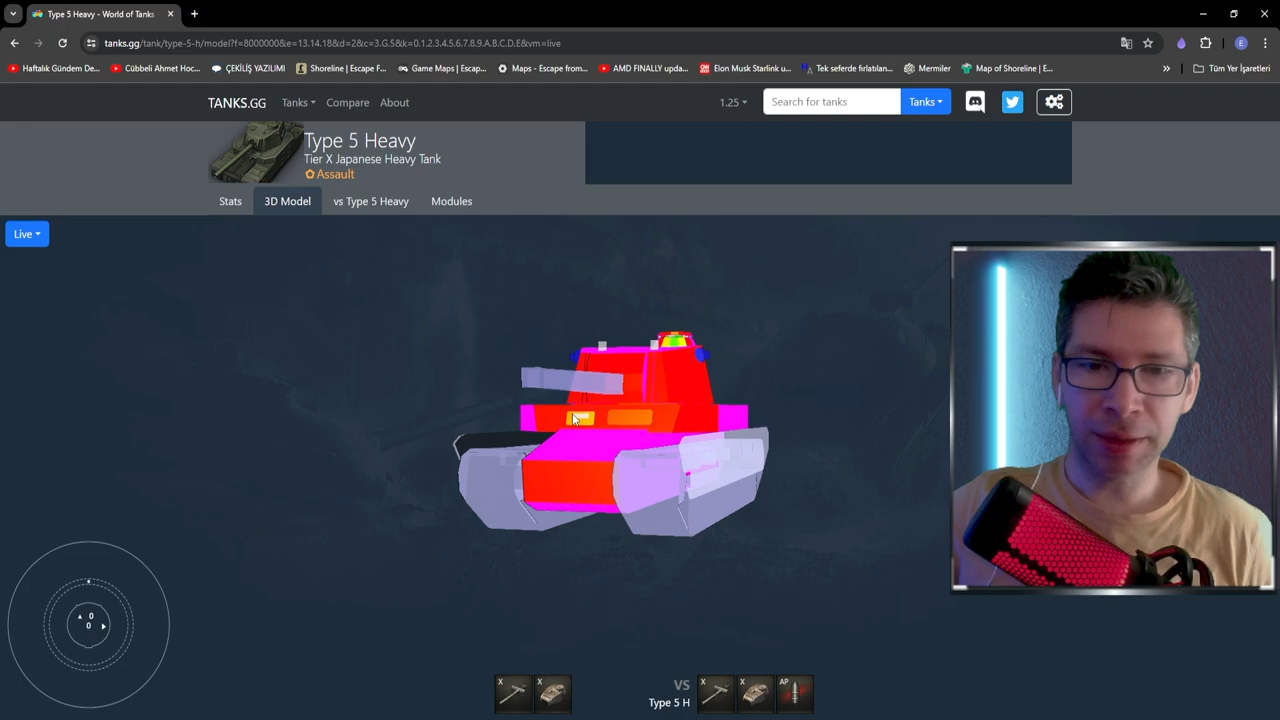 Type 5 Heavy - World of Tanks
tanks.gg/tank/type-5-h/model?f=8000000&e=13.14.18&d=2&c=3.G.5&k=0.1.2.3.4.5.6.7.8.9.A.B.C.D.E&vm=live
E
Haftalık Gündem De...
Cübbeli Ahmet Hoc...
ÇEKİLİŞ YAZILIMI
Shoreline | Escape F...
Game Maps | Escap...
Maps - Escape from...
AMD FINALLY upda...
Elon Musk Starlink u...
Tek seferde fırlatılan...
Mermiler
Map of Shoreline | E...
Tüm Yer İşaretleri
TANKS.GG
Tanks
Compare
About
1.25
Search for tanks
Tanks
Type 5 Heavy
Tier X Japanese Heavy Tank
Assault
Stats
3D Model
vs Type 5 Heavy
Modules
Live
0
0
X
X
VS
Type 5 H
X
X
AP